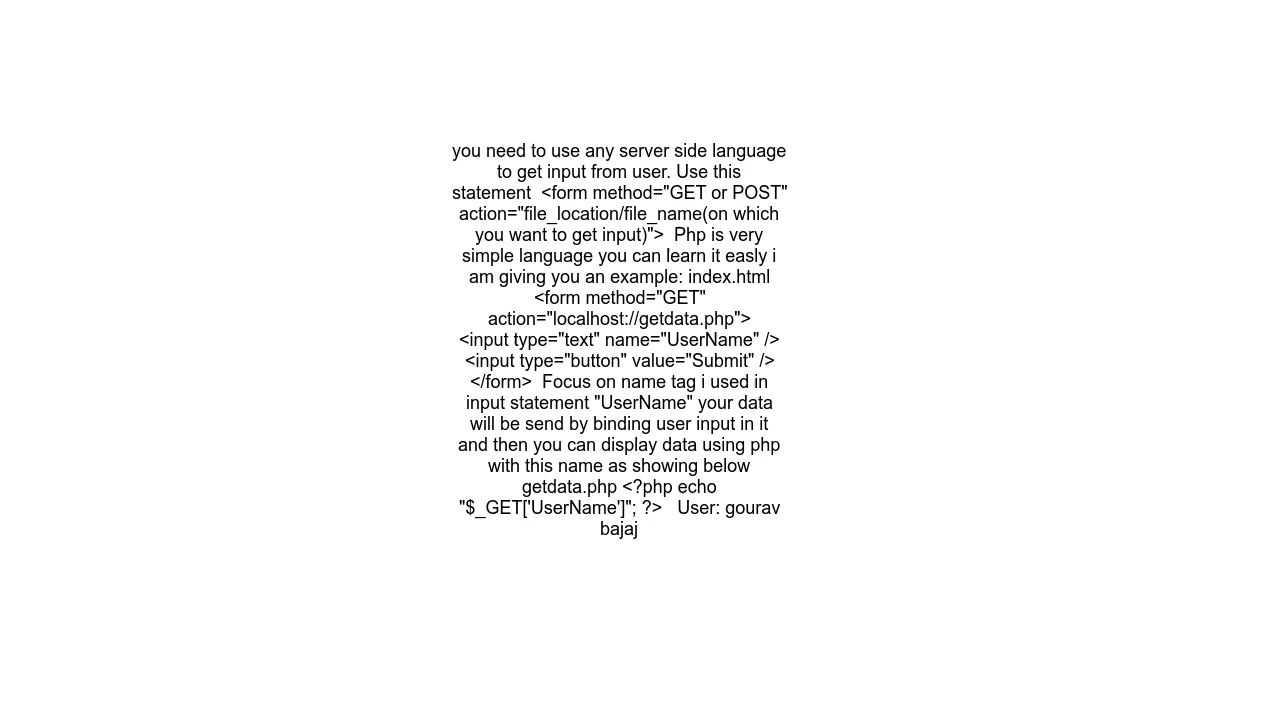 you need to use any server side language
to get input from user. Use this
statement  <form method="GET or POST"
action="file_location/file_name(on which
you want to get input)">  Php is very
simple language you can learn it easly i
am giving you an example: index.html
<form method="GET"
action="localhost://getdata.php">
<input type="text" name="UserName" />
<input type="button" value="Submit" />
</form>  Focus on name tag i used in
input statement "UserName" your data
will be send by binding user input in it
and then you can display data using php
with this name as showing below
getdata.php <?php echo
"$_GET['UserName']"; ?>   User: gourav
bajaj